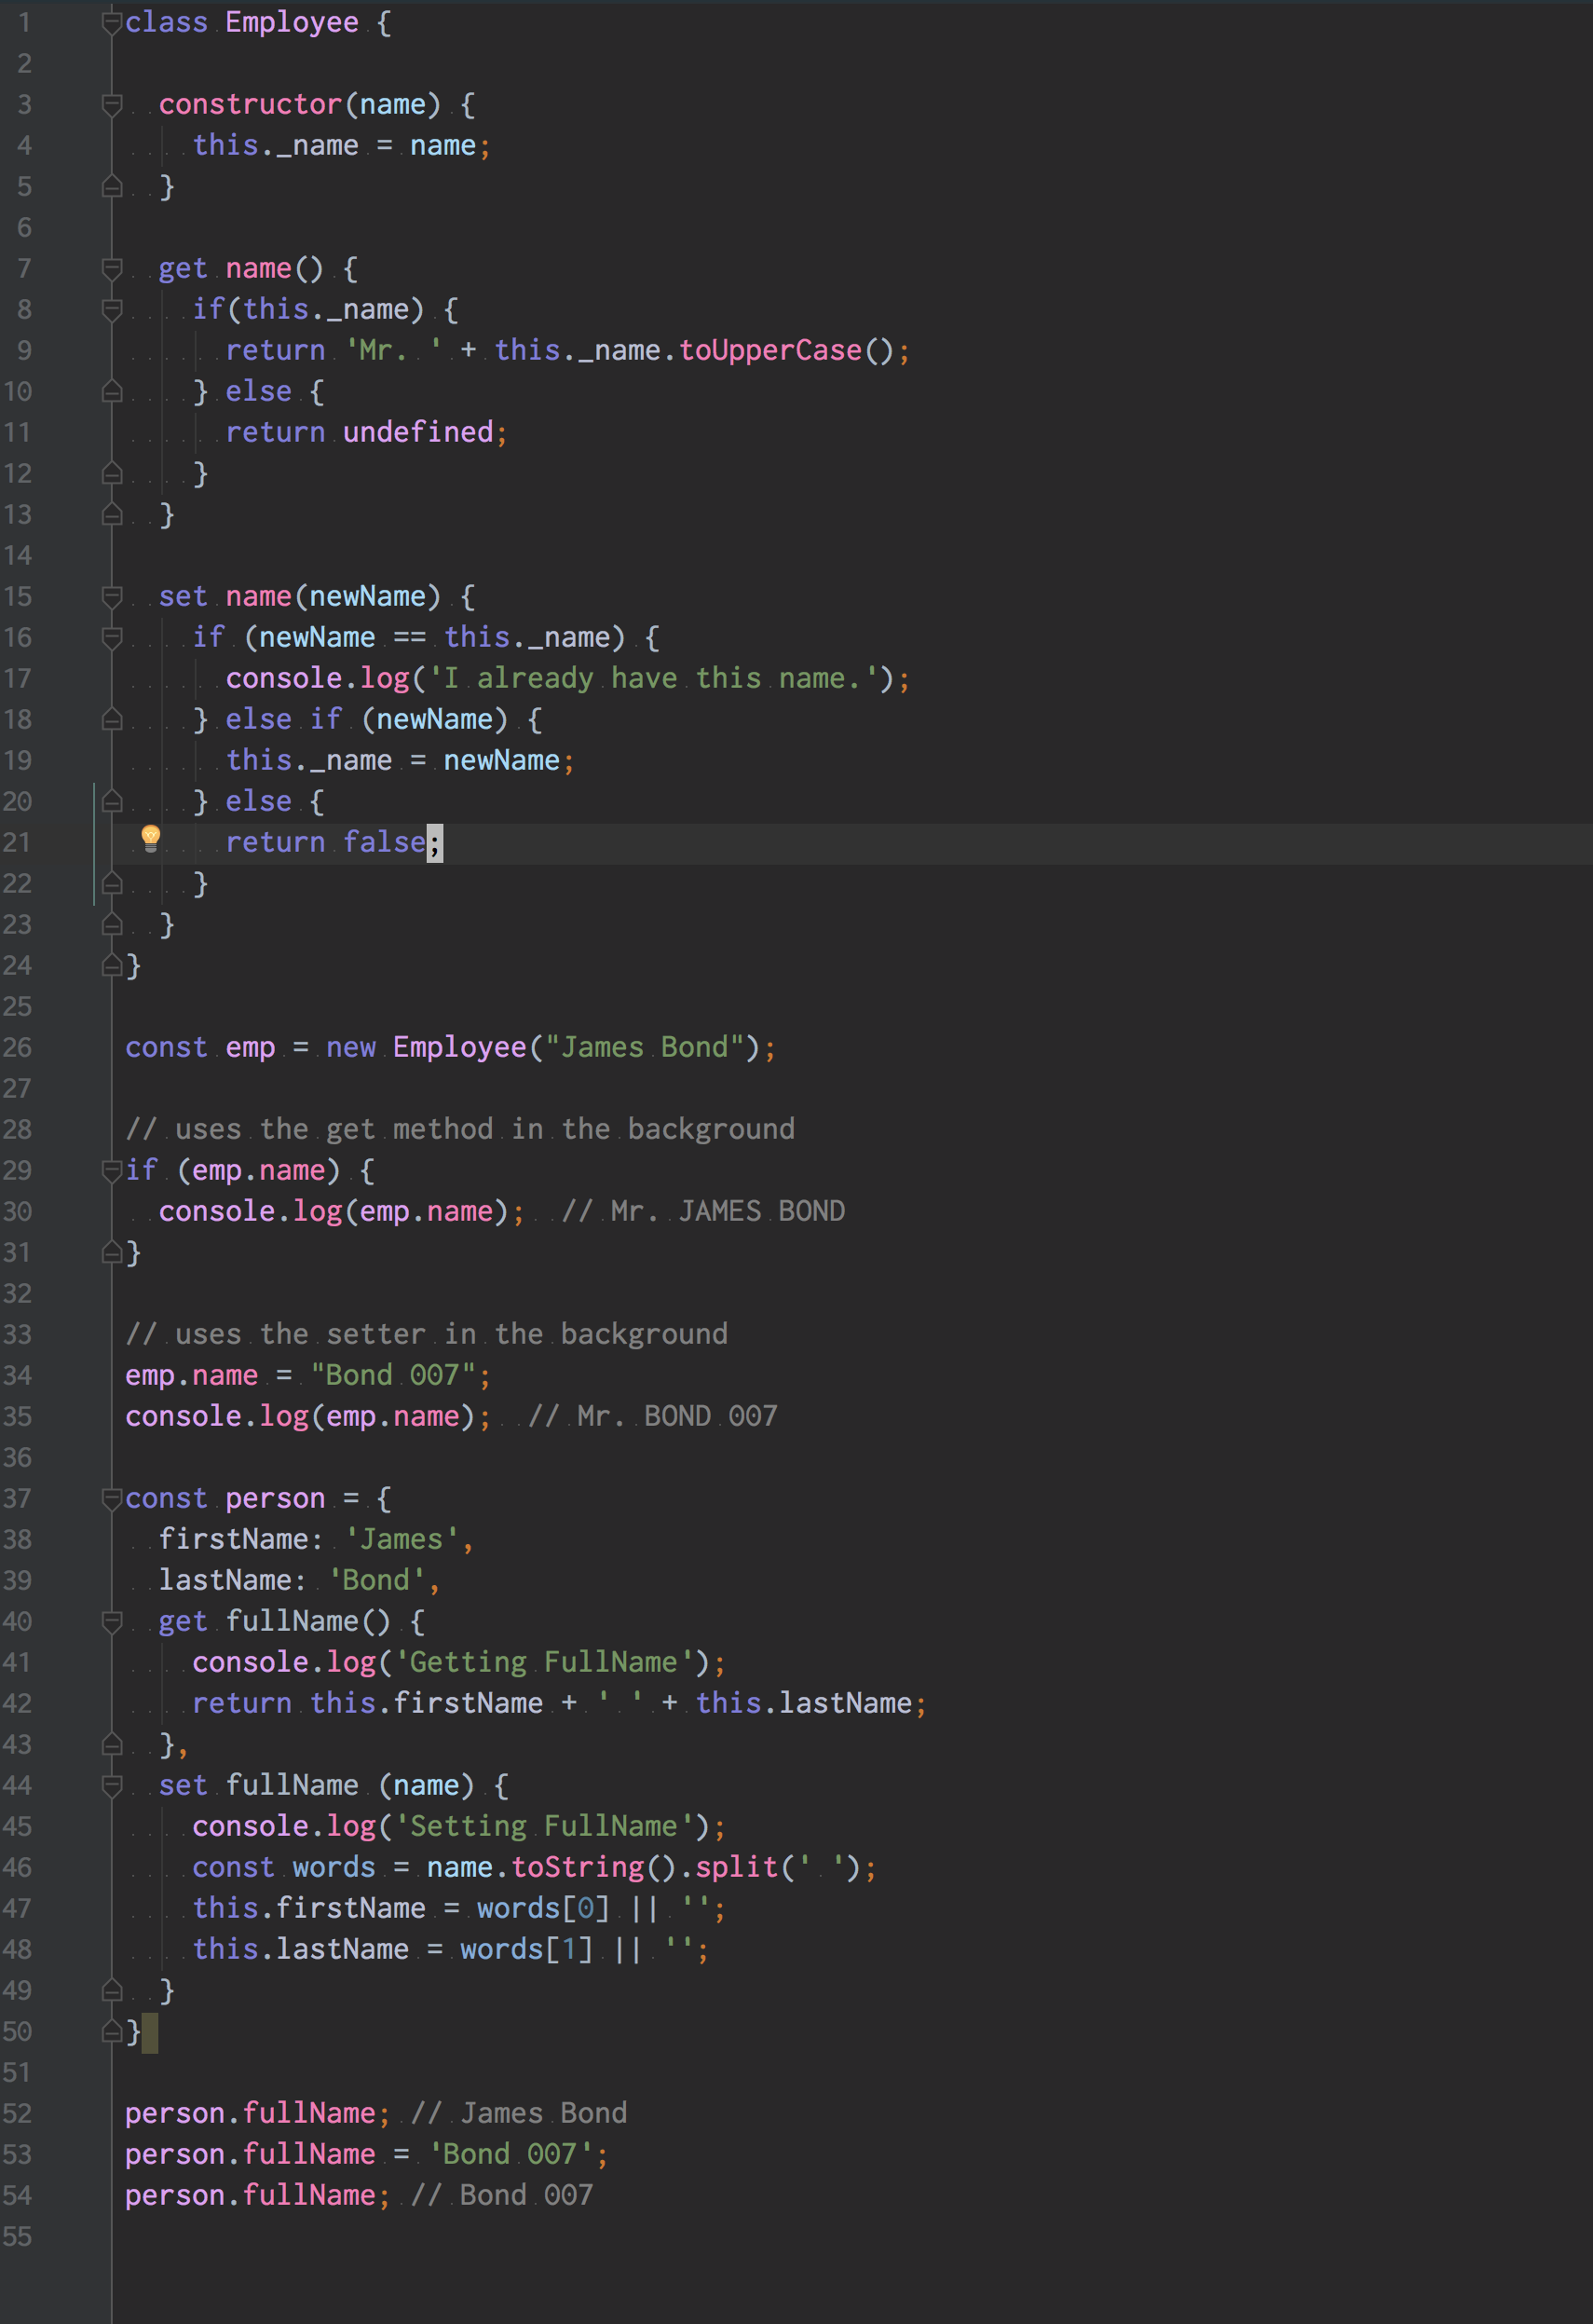 1 class Employee {
2
3   constructor(name) {
4     this._name = name;
5   }
6
7   get name() {
8     if(this._name) {
9       return 'Mr. ' + this._name.toUpperCase();
10     } else {
11       return undefined;
12     }
13   }
14
15   set name(newName) {
16     if (newName == this._name) {
17       console.log('I already have this name.');
18     } else if (newName) {
19       this._name = newName;
20     } else {
21       return false;
22     }
23   }
24 }
25
26 const emp = new Employee("James Bond");
27
28 // uses the get method in the background
29 if (emp.name) {
30   console.log(emp.name);  // Mr. JAMES BOND
31 }
32
33 // uses the setter in the background
34 emp.name = "Bond 007";
35 console.log(emp.name);  // Mr. BOND 007
36
37 const person = {
38   firstName: 'James',
39   lastName: 'Bond',
40   get fullName() {
41     console.log('Getting FullName');
42     return this.firstName + ' ' + this.lastName;
43   },
44   set fullName (name) {
45     console.log('Setting FullName');
46     const words = name.toString().split(' ');
47     this.firstName = words[0] || '';
48     this.lastName = words[1] || '';
49   }
50 }
51
52 person.fullName; // James Bond
53 person.fullName = 'Bond 007';
54 person.fullName; // Bond 007
55